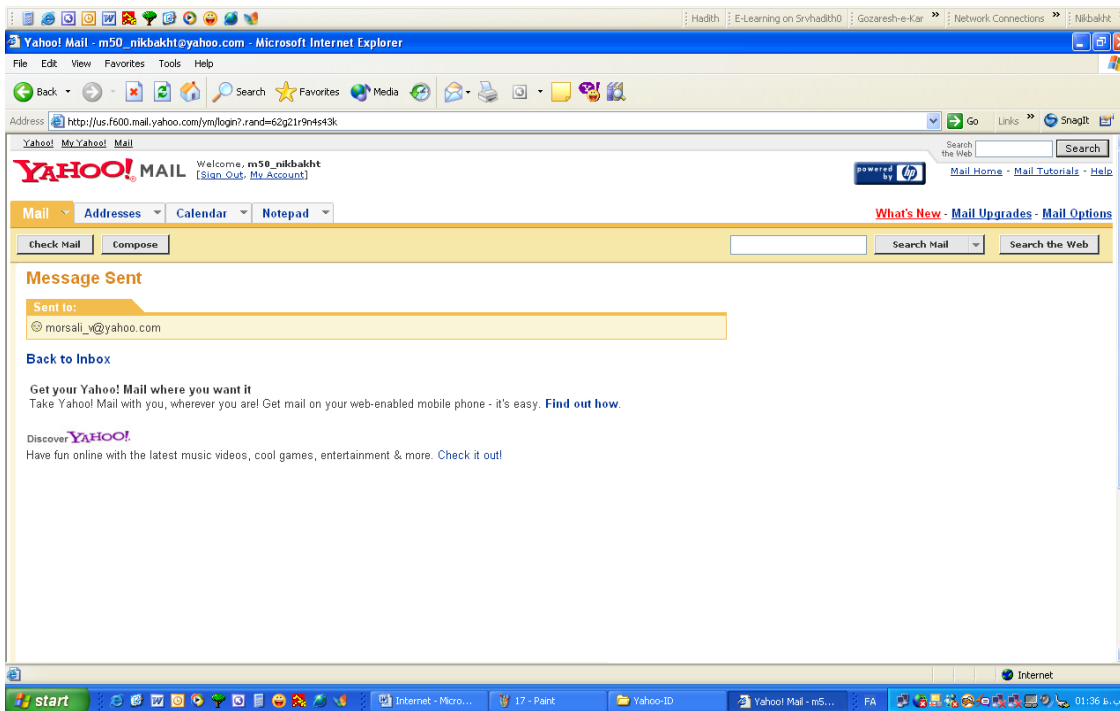 Hadith E-Learning on Srvhadith0 Gozaresh-e-Kar » Network Connections » Nikbakht
Yahoo! Mail - m50_nikbakht@yahoo.com - Microsoft Internet Explorer
File Edit View Favorites Tools Help
Back Search Favorites Media
Address http://us.f600.mail.yahoo.com/ym/login?.rand=62g21r9n4s43k Go Links » SnagIt
Yahoo! My Yahoo! Mail
Search the Web Search
YAHOO! MAIL Welcome, m50_nikbakht
[Sign Out, My Account]
powered by hp Mail Home - Mail Tutorials - Help
Mail Addresses Calendar Notepad What's New - Mail Upgrades - Mail Options
Check Mail Compose Search Mail Search the Web
Message Sent
Sent to:
morsali_v@yahoo.com
Back to Inbox
Get your Yahoo! Mail where you want it
Take Yahoo! Mail with you, wherever you are! Get mail on your web-enabled mobile phone - it's easy. Find out how.
Discover YAHOO!
Have fun online with the latest music videos, cool games, entertainment & more. Check it out!
Internet
start Internet - Micro... 17 - Paint Yahoo-ID Yahoo! Mail - m5... FA 01:36